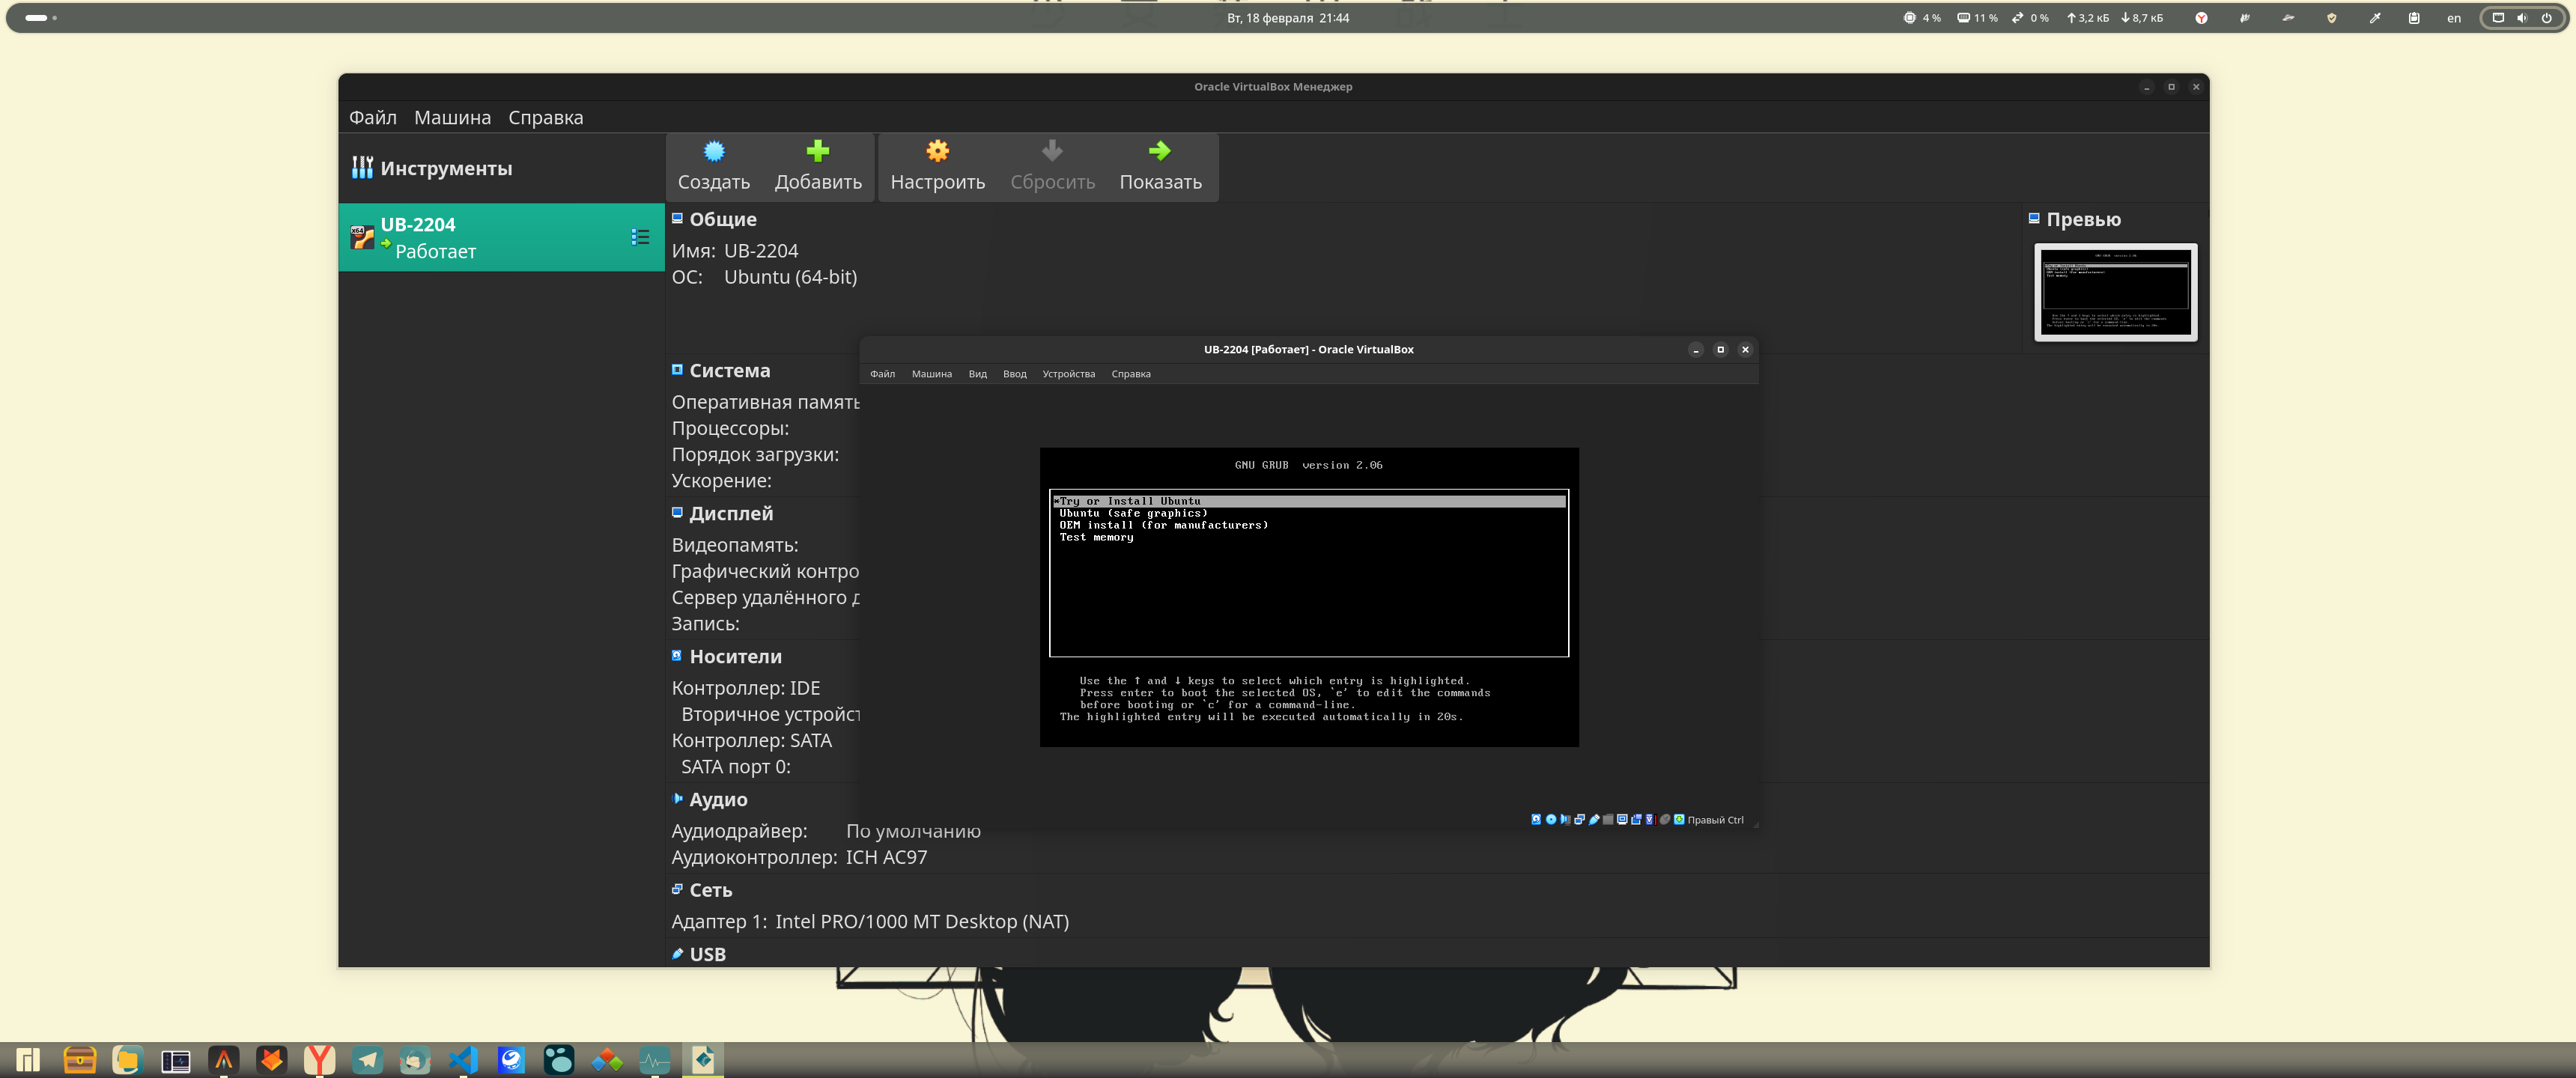 Вт, 18 февраля 21:44
4 % 11 % 0 % 3,2 кБ 8,7 кБ en
Oracle VirtualBox Менеджер
Файл Машина Справка
Инструменты
Создать Добавить Настроить Сбросить Показать
UB-2204
Работает
Общие
Имя: UB-2204
ОС: Ubuntu (64-bit)
Превью
UB-2204 [Работает] - Oracle VirtualBox
Файл Машина Вид Ввод Устройства Справка
Система
Оперативная память
Процессоры:
Порядок загрузки:
Ускорение:
Дисплей
Видеопамять:
Графический контро
Сервер удалённого д
Запись:
Носители
Контроллер: IDE
Вторичное устройст
Контроллер: SATA
SATA порт 0:
GNU GRUB version 2.06
*Try or Install Ubuntu
Ubuntu (safe graphics)
OEM install (for manufacturers)
Test memory
Use the ↑ and ↓ keys to select which entry is highlighted.
Press enter to boot the selected OS, `e' to edit the commands
before booting or `c' for a command-line.
The highlighted entry will be executed automatically in 20s.
Правый Ctrl
Аудио
Аудиодрайвер: По умолчанию
Аудиоконтроллер: ICH AC97
Сеть
Адаптер 1: Intel PRO/1000 MT Desktop (NAT)
USB